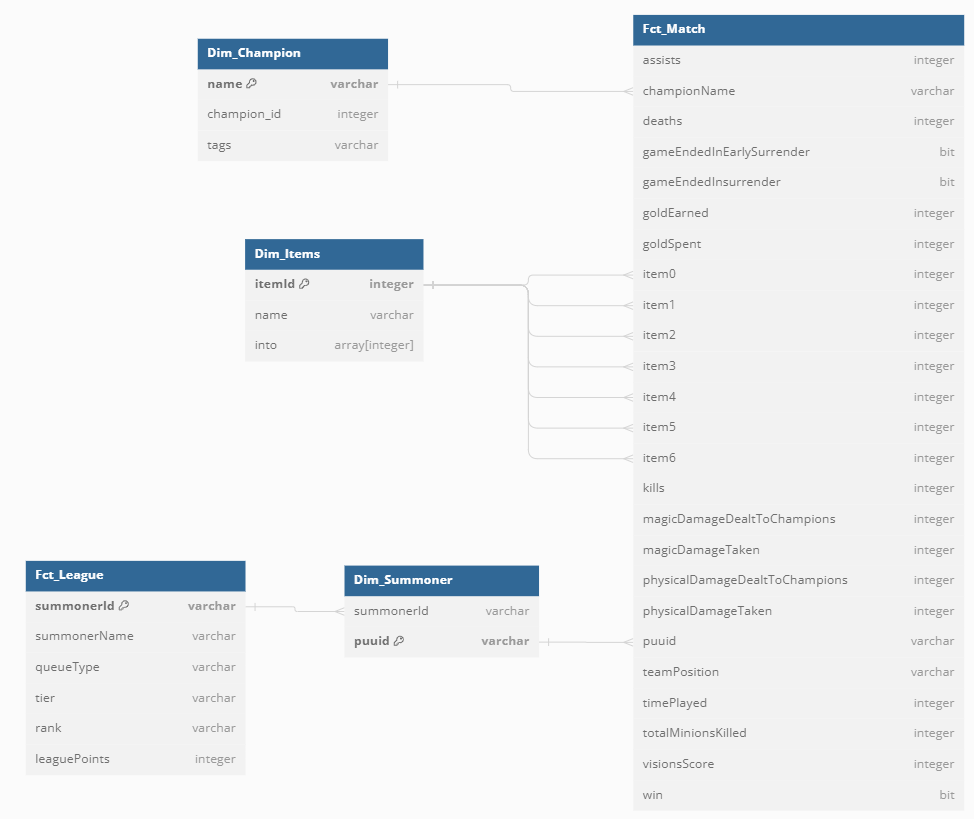 Dim_Champion
name varchar
champion_id integer
tags varchar
Dim_Items
itemId integer
name varchar
into array[integer]
Fct_League
summonerId varchar
summonerName varchar
queueType varchar
tier varchar
rank varchar
leaguePoints integer
Dim_Summoner
summonerId varchar
puuid varchar
Fct_Match
assists integer
championName varchar
deaths integer
gameEndedInEarlySurrender bit
gameEndedInsurrender bit
goldEarned integer
goldSpent integer
item0 integer
item1 integer
item2 integer
item3 integer
item4 integer
item5 integer
item6 integer
kills integer
magicDamageDealtToChampions integer
magicDamageTaken integer
physicalDamageDealtToChampions integer
physicalDamageTaken integer
puuid varchar
teamPosition varchar
timePlayed integer
totalMinionsKilled integer
visionsScore integer
win bit